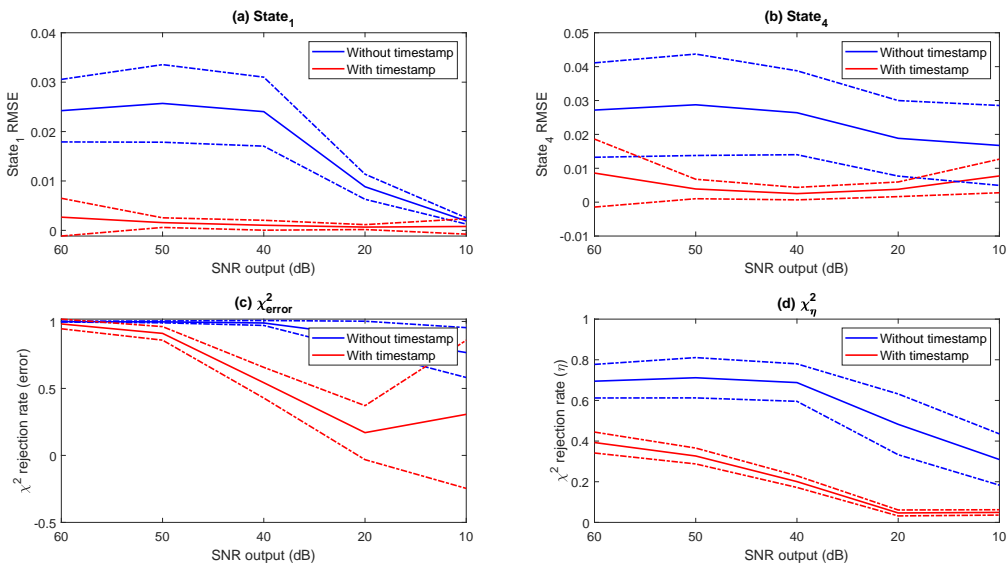 (a) State₁
0.04
0.03
0.02
0.01
0
State₁ RMSE
Without timestamp
With timestamp
60
50
40
20
10
SNR output (dB)
(b) State₄
0.05
0.04
0.03
0.02
0.01
0
-0.01
State₄ RMSE
Without timestamp
With timestamp
60
50
40
20
10
SNR output (dB)
(c) χ²error
1
0.5
0
-0.5
χ² rejection rate (error)
Without timestamp
With timestamp
60
50
40
20
10
SNR output (dB)
(d) χ²η
1
0.8
0.6
0.4
0.2
0
χ² rejection rate (η)
Without timestamp
With timestamp
60
50
40
20
10
SNR output (dB)